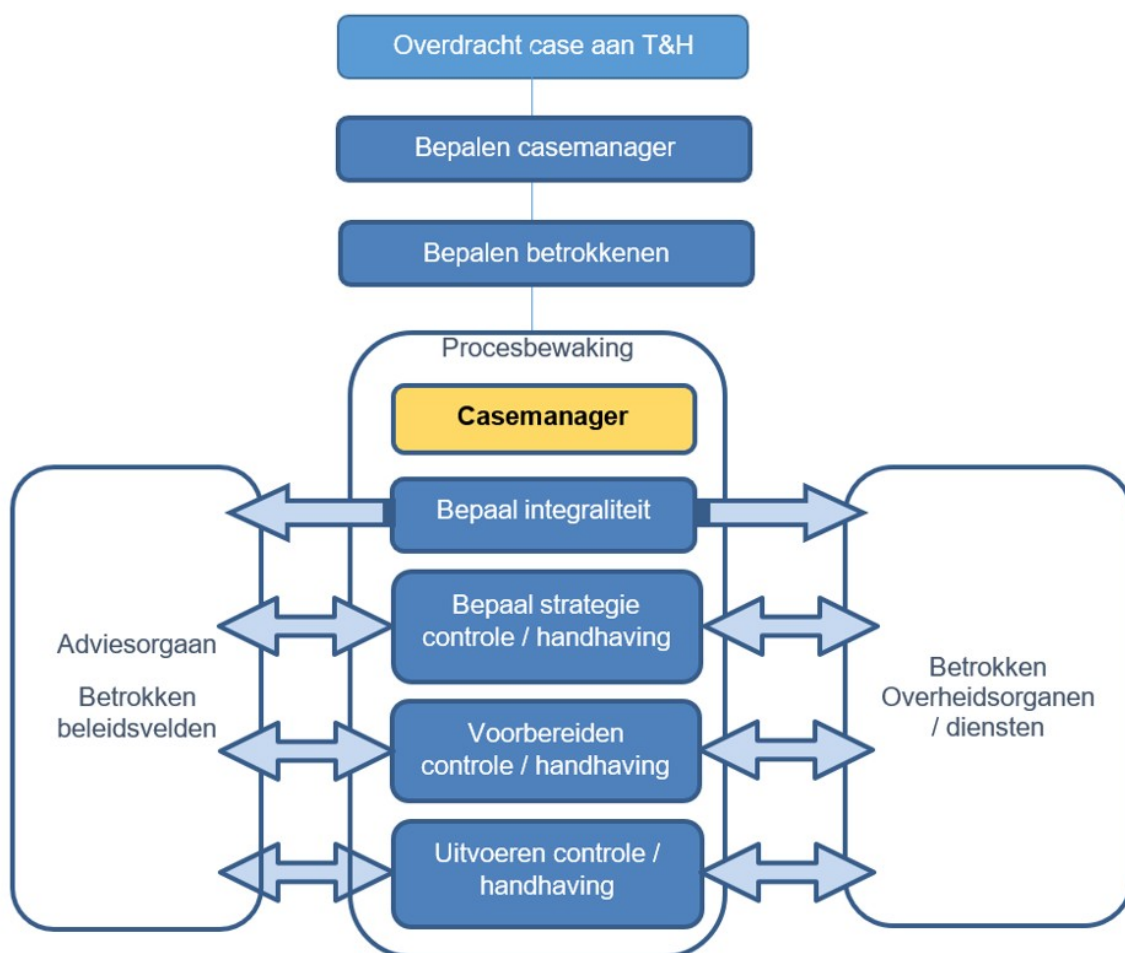 Overdracht case aan T&H
Bepalen casemanager
Bepalen betrokkenen
Procesbewaking
Casemanager
Bepaal integraliteit
Bepaal strategie
controle / handhaving
Voorbereiden
controle / handhaving
Uitvoeren controle /
handhaving
Adviesorgaan
Betrokken
beleidsvelden
Betrokken
Overheidsorganen
/ diensten